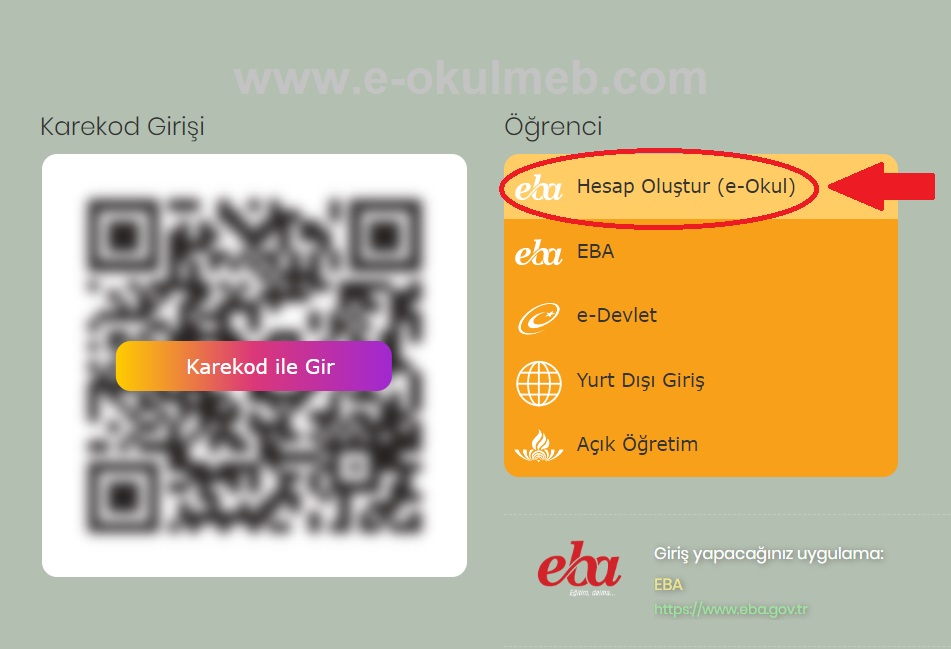 www.e-okulmeb.com
Karekod Girişi
Karekod ile Gir
Öğrenci
eba Hesap Oluştur (e-Okul)
eba EBA
e-Devlet
Yurt Dışı Giriş
Açık Öğretim
eba
Eğitim, daima...
Giriş yapacağınız uygulama:
EBA
https://www.eba.gov.tr